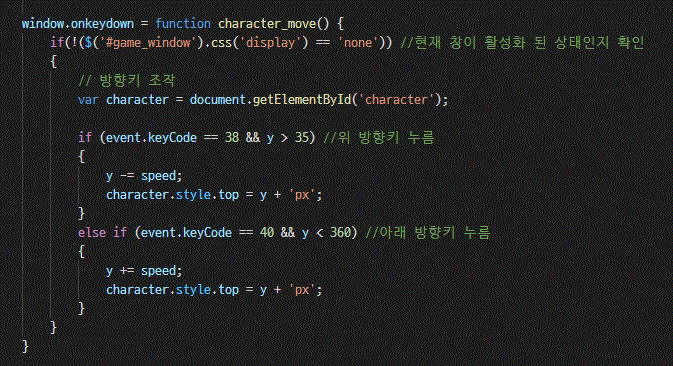 window.onkeydown = function character_move() {
    if(!($('#game_window').css('display') == 'none')) //현재 창이 활성화 된 상태인지 확인
    {
        // 방향키 조작
        var character = document.getElementById('character');

        if (event.keyCode == 38 && y > 35) //위 방향키 누름
        {
            y -= speed;
            character.style.top = y + 'px';
        }
        else if (event.keyCode == 40 && y < 360) //아래 방향키 누름
        {
            y += speed;
            character.style.top = y + 'px';
        }
    }
}